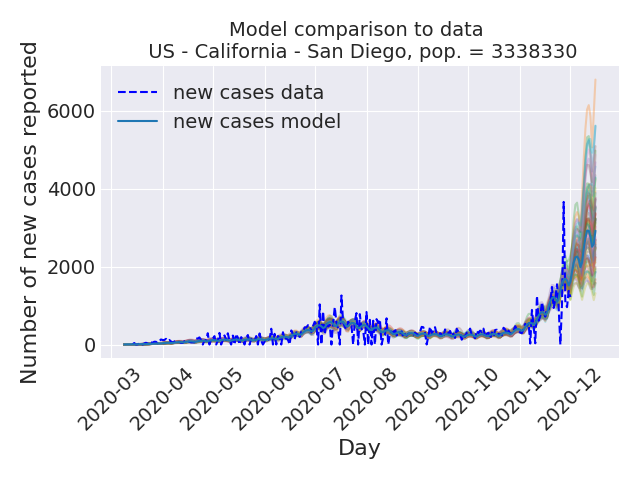 Model comparison to data
US - California - San Diego, pop. = 3338330
Number of new cases reported
6000
4000
2000
0
new cases data
new cases model
2020-03
2020-04
2020-05
2020-06
2020-07
2020-08
2020-09
2020-10
2020-11
2020-12
Day